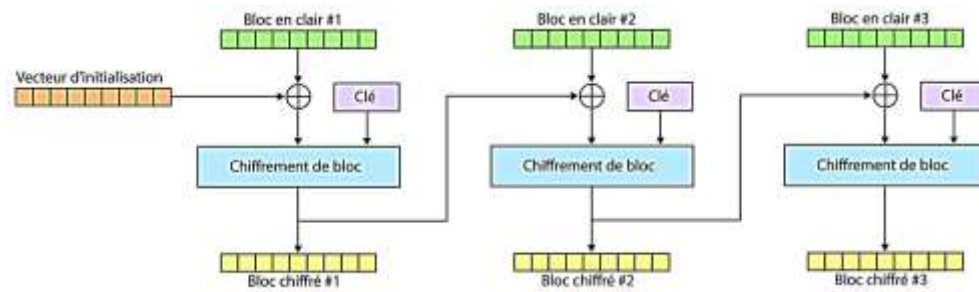 Bloc en clair #1
Bloc en clair #2
Bloc en clair #3
Vecteur d'initialisation
Clé
Clé
Clé
Chiffrement de bloc
Chiffrement de bloc
Chiffrement de bloc
Bloc chiffré #1
Bloc chiffré #2
Bloc chiffré #3